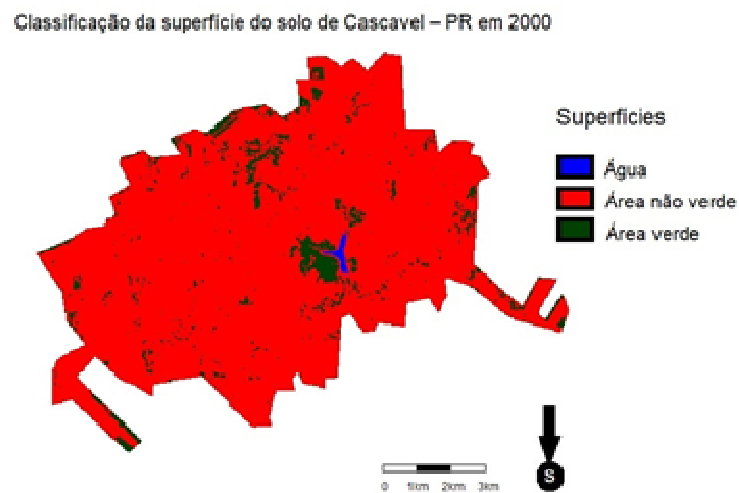 Classificação da superfície do solo de Cascavel – PR em 2000
Superfícies
Água
Área não verde
Área verde
S
0 1km 2km 3km